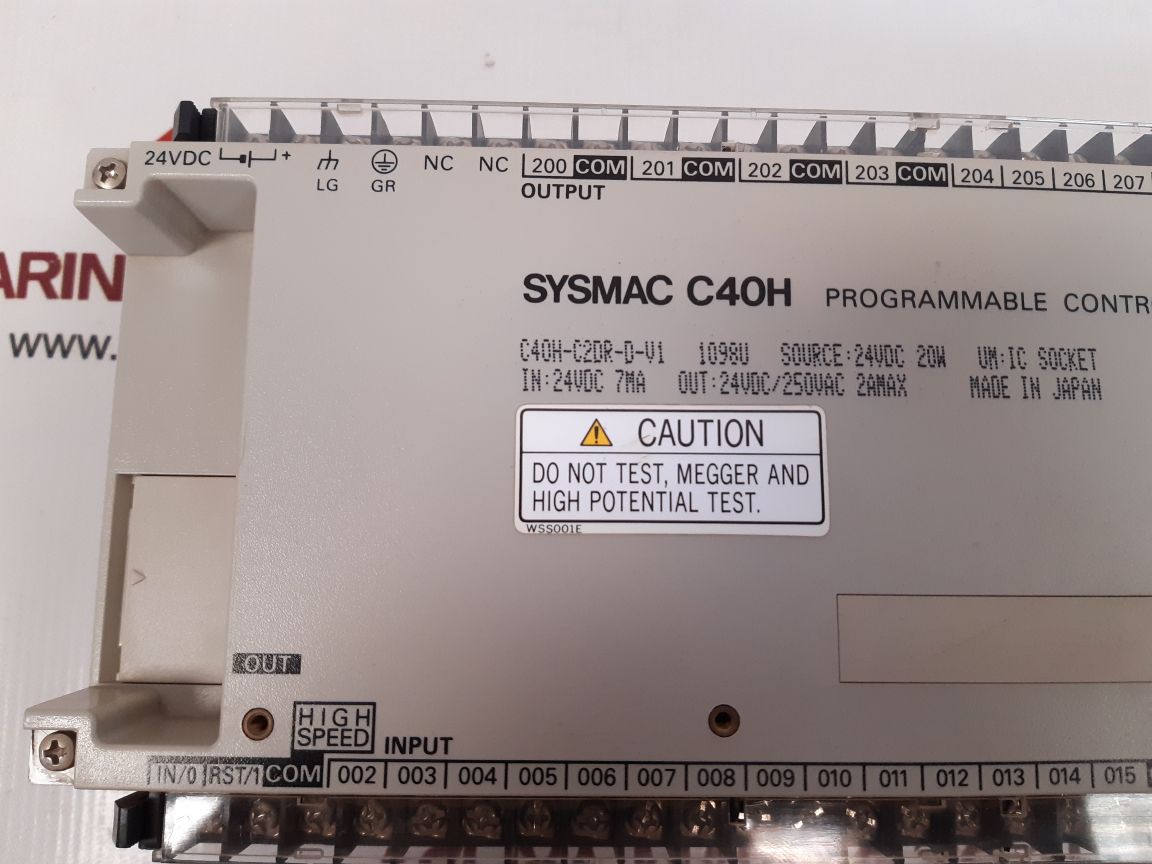 24VDC + LG GR NC NC 200 COM 201 COM 202 COM 203 COM 204 205 206 207
OUTPUT
SYSMAC C40H PROGRAMMABLE CONTR
ARIN
www.
C40H-C2DR-D-V1 1098U SOURCE:24VDC 20W UM:IC SOCKET
IN:24VDC 7MA OUT:24VDC/250VAC 2AMAX MADE IN JAPAN
CAUTION
DO NOT TEST, MEGGER AND
HIGH POTENTIAL TEST.
WSS001E
OUT
HIGH
SPEED
INPUT
IN/0 RST/1 COM 002 003 004 005 006 007 008 009 010 011 012 013 014 015